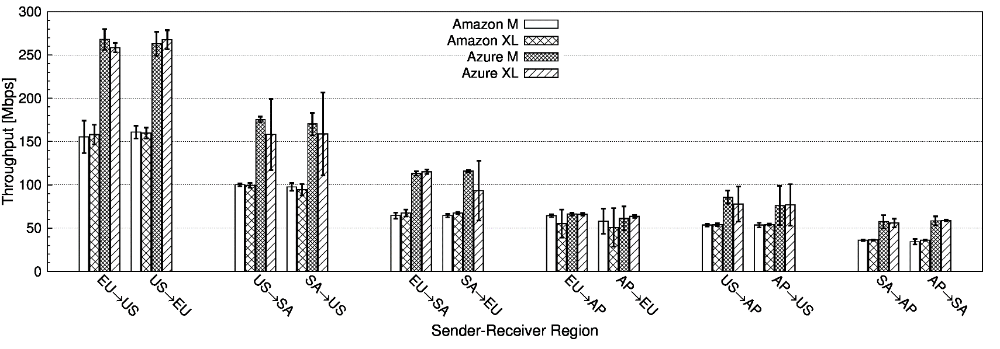 300
250
200
150
100
50
0
Throughput [Mbps]
Amazon M
Amazon XL
Azure M
Azure XL
EU→US
US→EU
US→SA
SA→US
EU→SA
SA→EU
EU→AP
AP→EU
US→AP
AP→US
SA→AP
AP→SA
Sender-Receiver Region